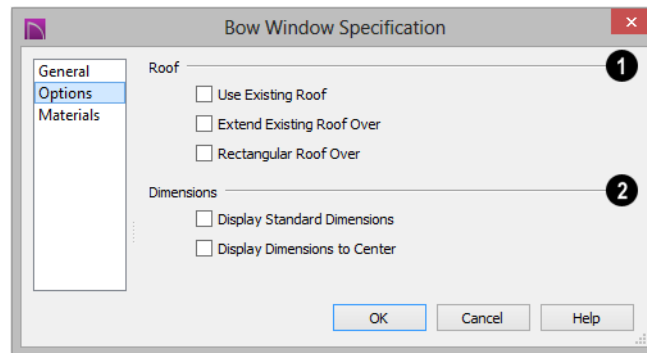 Bow Window Specification
×
General
Options
Materials
Roof
1
Use Existing Roof
Extend Existing Roof Over
Rectangular Roof Over
Dimensions
2
Display Standard Dimensions
Display Dimensions to Center
OK
Cancel
Help